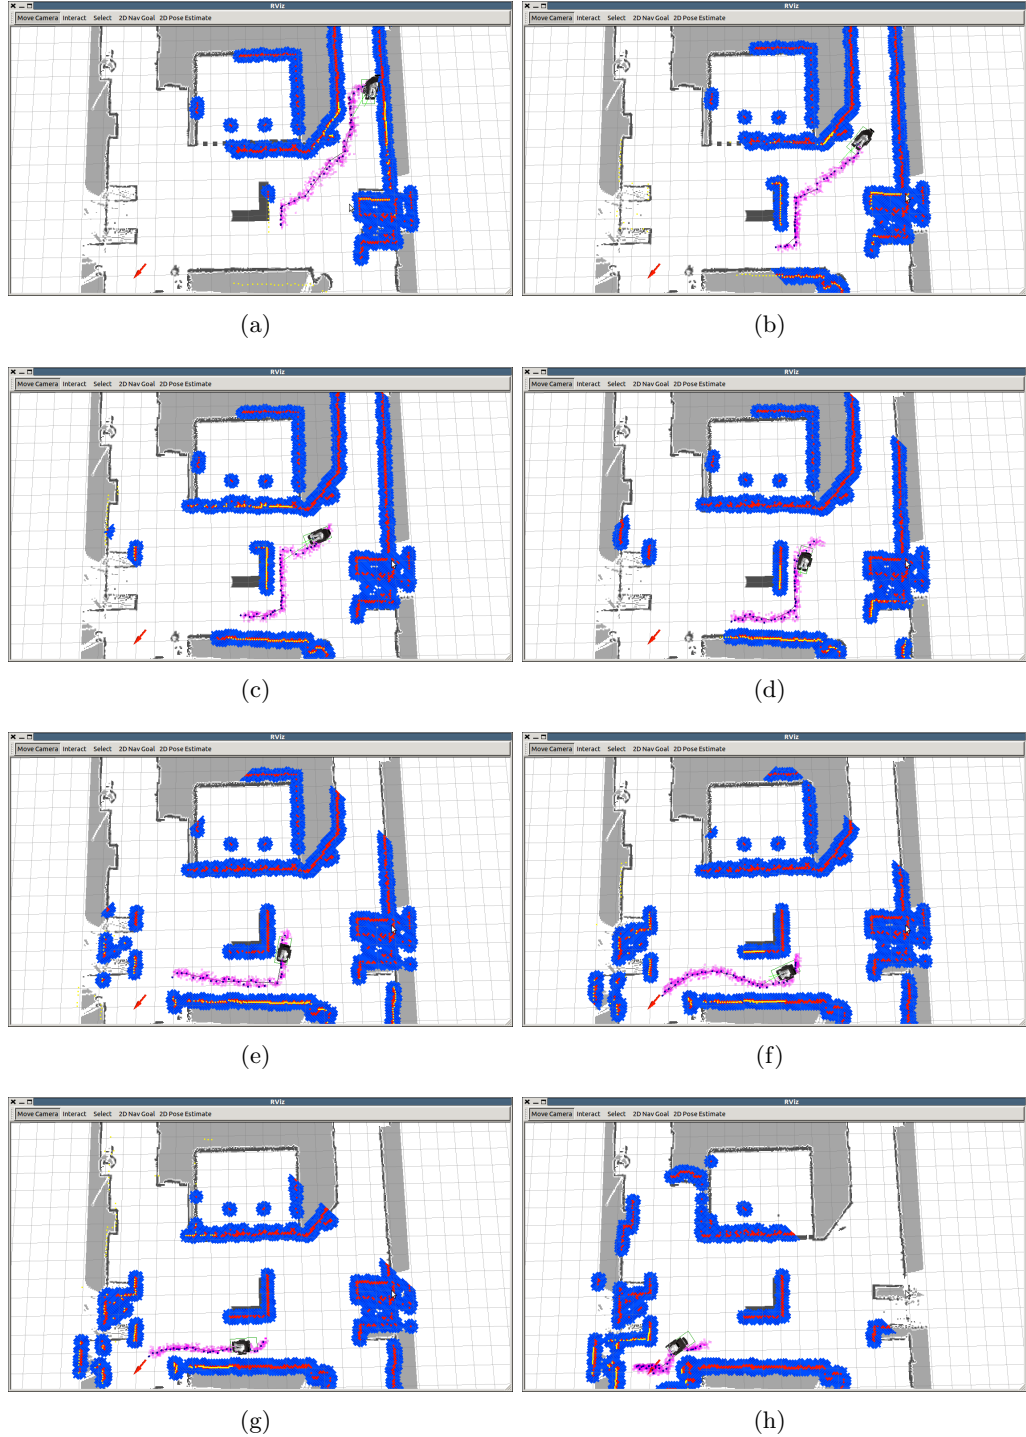 RViz
Move Camera Interact Select 2D Nav Goal 2D Pose Estimate
RViz
Move Camera Interact Select 2D Nav Goal 2D Pose Estimate
(a)
(b)
RViz
Move Camera Interact Select 2D Nav Goal 2D Pose Estimate
RViz
Move Camera Interact Select 2D Nav Goal 2D Pose Estimate
(c)
(d)
RViz
Move Camera Interact Select 2D Nav Goal 2D Pose Estimate
RViz
Move Camera Interact Select 2D Nav Goal 2D Pose Estimate
(e)
(f)
RViz
Move Camera Interact Select 2D Nav Goal 2D Pose Estimate
RViz
Move Camera Interact Select 2D Nav Goal 2D Pose Estimate
(g)
(h)